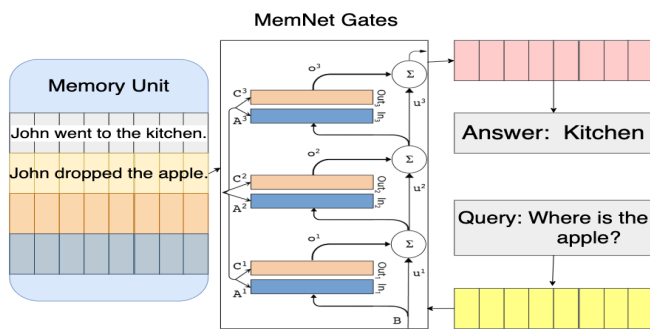 MemNet Gates
Memory Unit
John went to the kitchen.
John dropped the apple.
o³
Σ
C³
A³
Out₃
In₃
u³
o²
Σ
C²
A²
Out₂
In₂
u²
o¹
Σ
C¹
A¹
Out₁
In₁
u¹
B
Answer: Kitchen
Query: Where is the
apple?